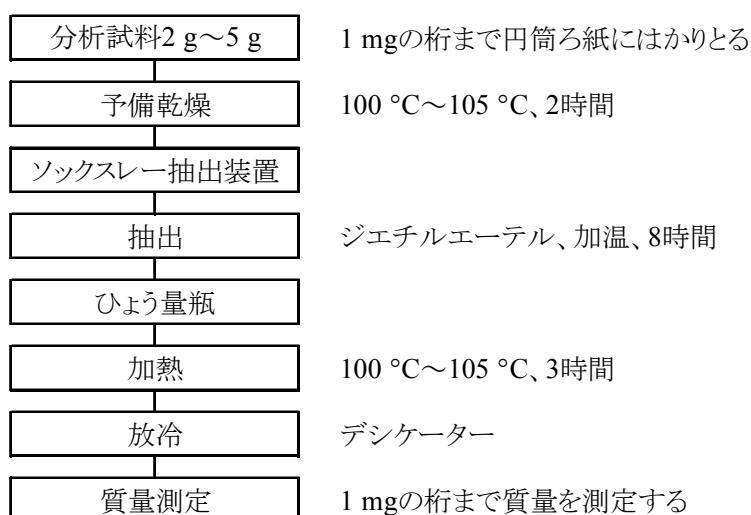 分析試料2 g～5 g 1 mgの桁まで円筒ろ紙にはかりとる
予備乾燥 100 °C～105 °C、2時間
ソックスレー抽出装置
抽出 ジエチルエーテル、加温、8時間
ひょう量瓶
加熱 100 °C～105 °C、3時間
放冷 デシケーター
質量測定 1 mgの桁まで質量を測定する